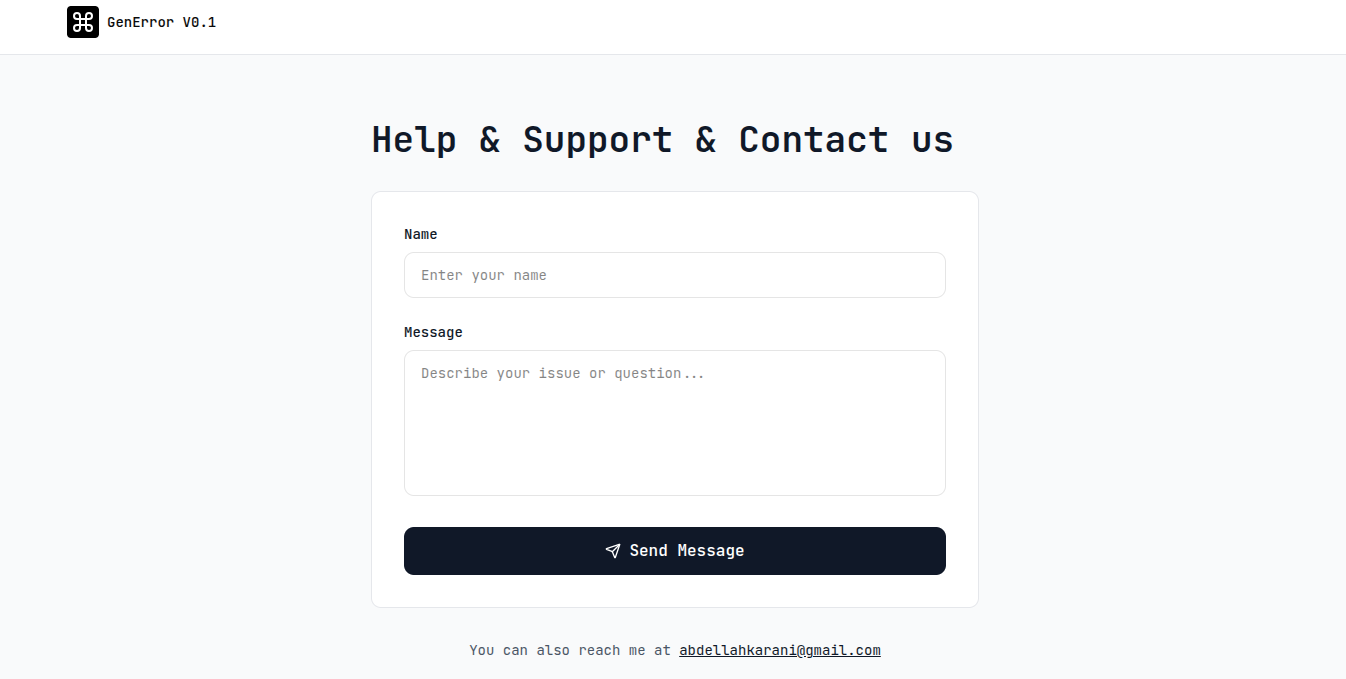 GenError V0.1
Help & Support & Contact us
Name
Enter your name
Message
Describe your issue or question...
Send Message
You can also reach me at abdellahkarani@gmail.com